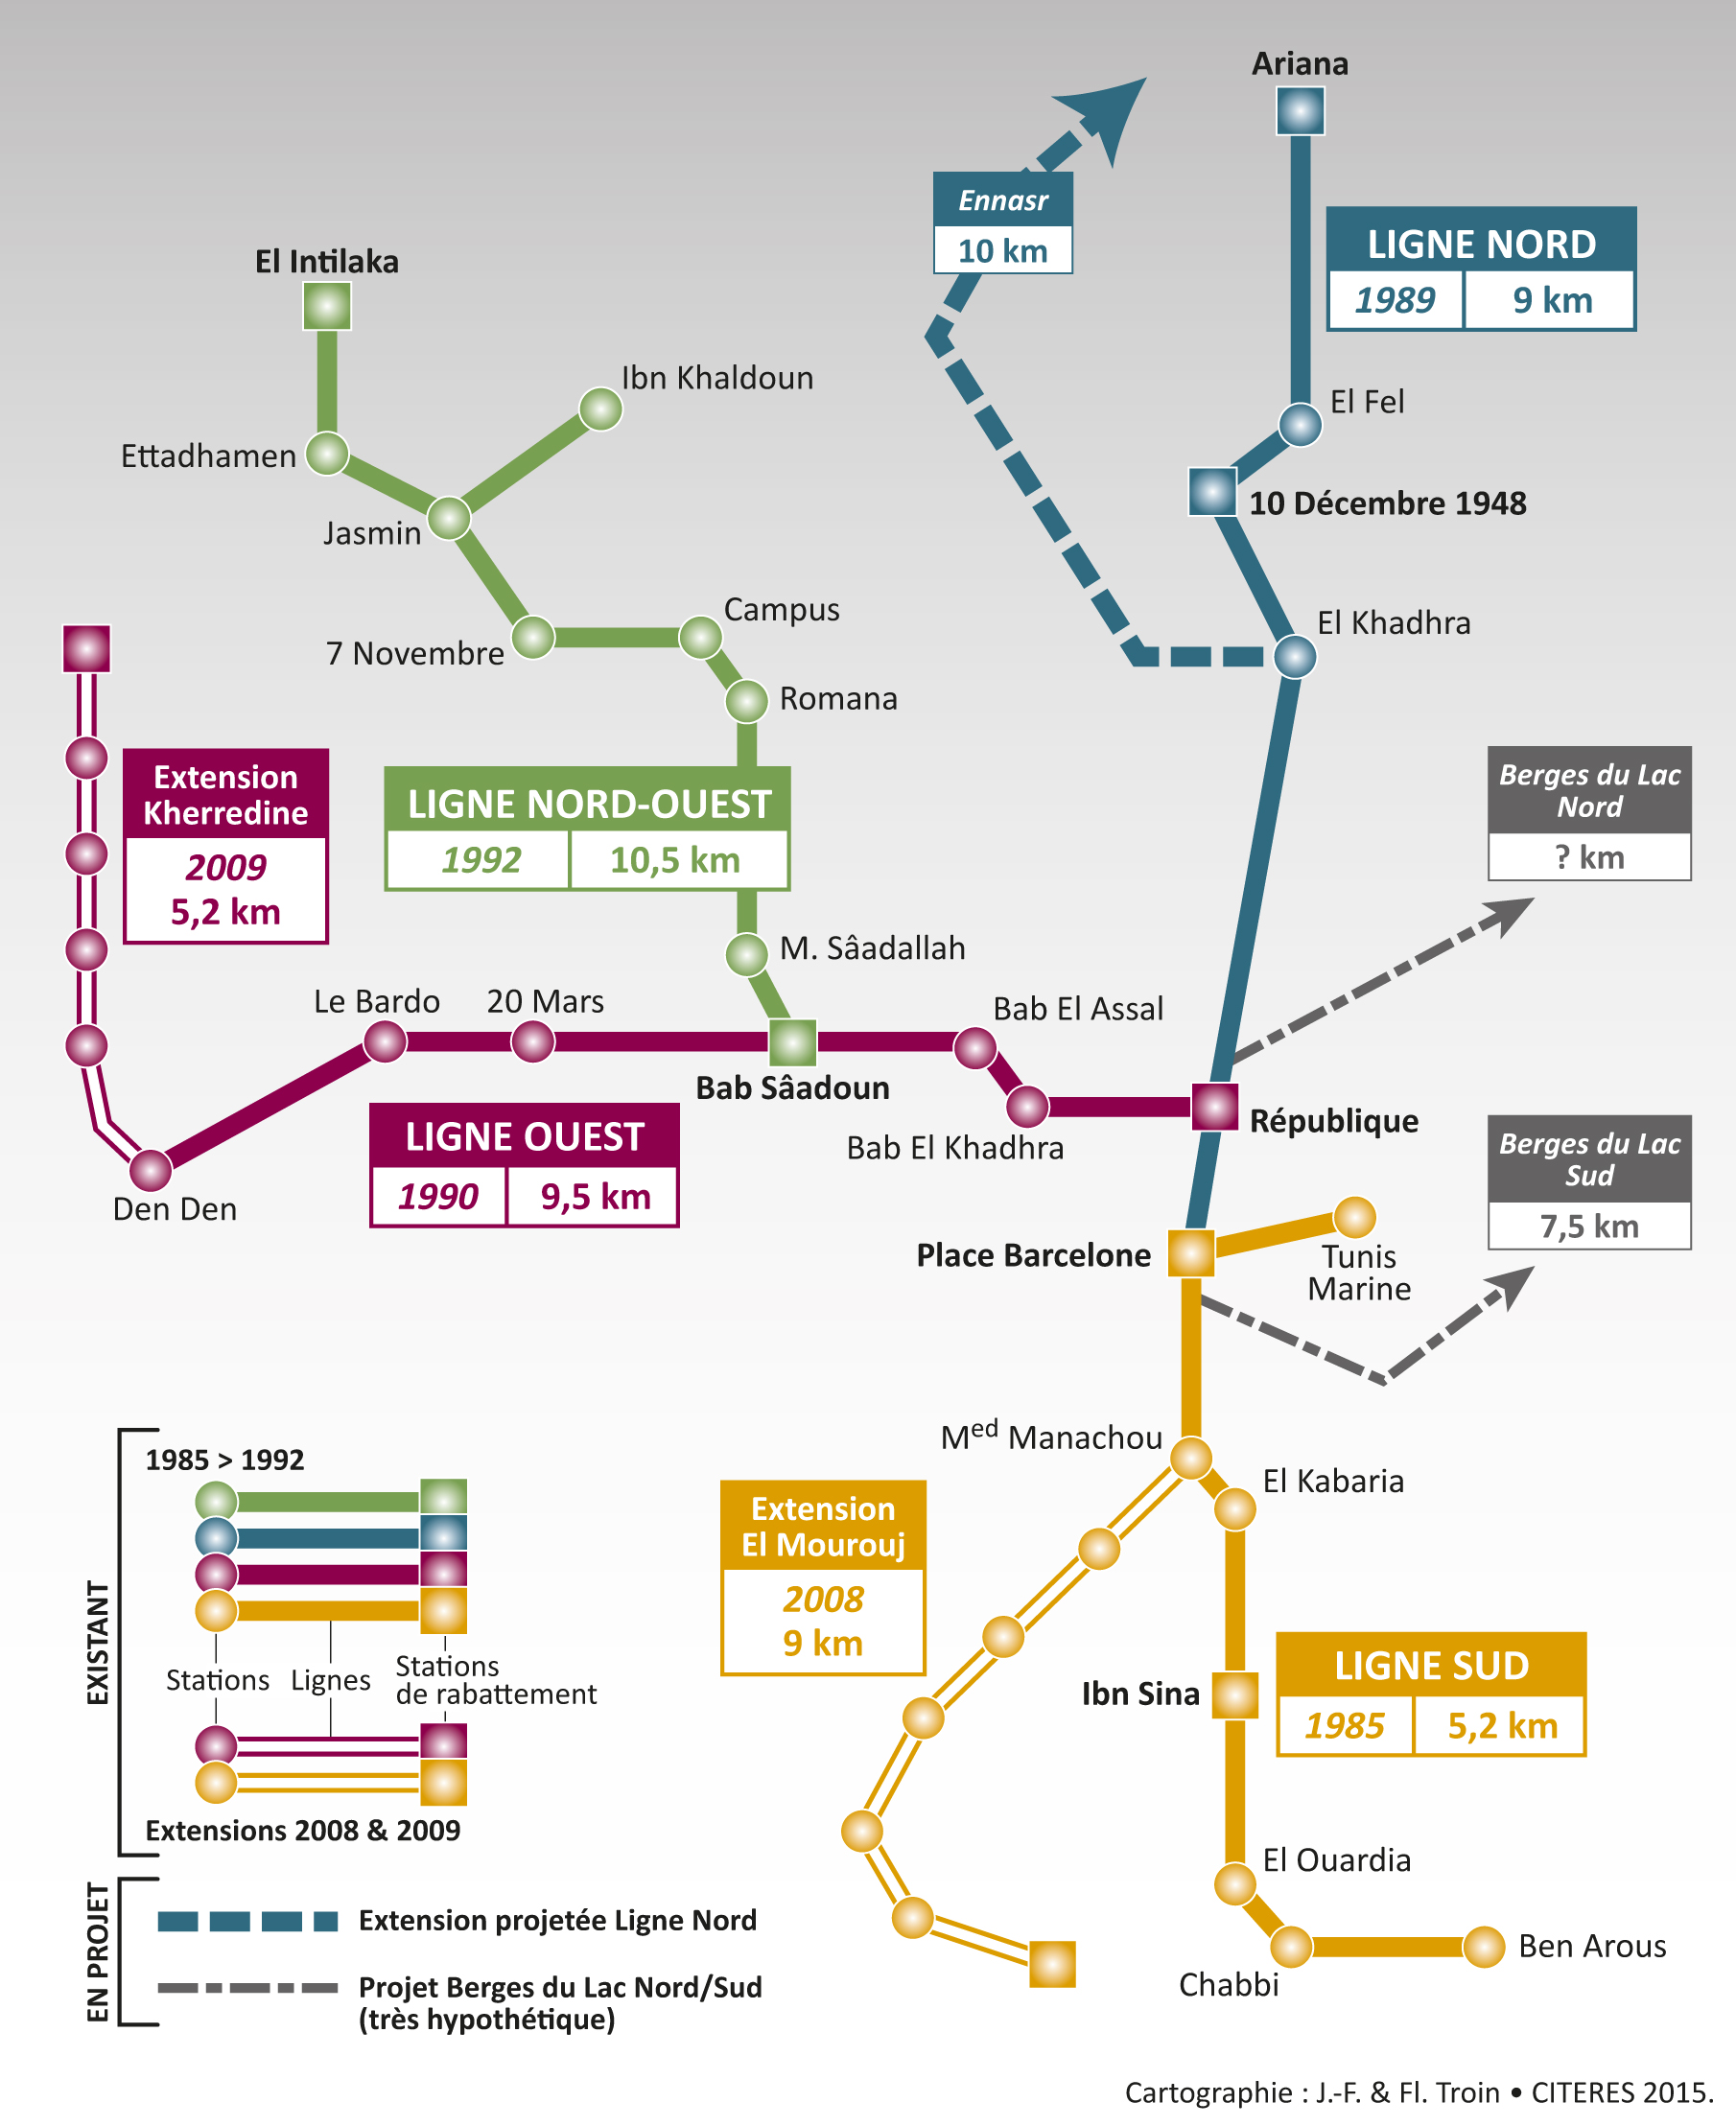 Ariana
Ennasr
10 km
LIGNE NORD
1989
9 km
El Intilaka
Ibn Khaldoun
El Fel
Ettadhamen
10 Décembre 1948
Jasmin
Campus
El Khadhra
7 Novembre
Romana
Extension
Kherredine
2009
5,2 km
LIGNE NORD-OUEST
1992
10,5 km
Berges du Lac
Nord
? km
M. Sâadallah
Le Bardo
20 Mars
Bab El Assal
Bab Sâadoun
République
Bab El Khadhra
LIGNE OUEST
1990
9,5 km
Den Den
Berges du Lac
Sud
7,5 km
Place Barcelone
Tunis
Marine
Med Manachou
El Kabaria
Extension
El Mourouj
2008
9 km
Ibn Sina
LIGNE SUD
1985
5,2 km
El Ouardia
Chabbi
Ben Arous
EXISTANT
1985 > 1992
Stations
Lignes
Stations
de rabattement
Extensions 2008 & 2009
EN PROJET
Extension projetée Ligne Nord
Projet Berges du Lac Nord/Sud
(très hypothétique)
Cartographie : J.-F. & Fl. Troin • CITERES 2015.